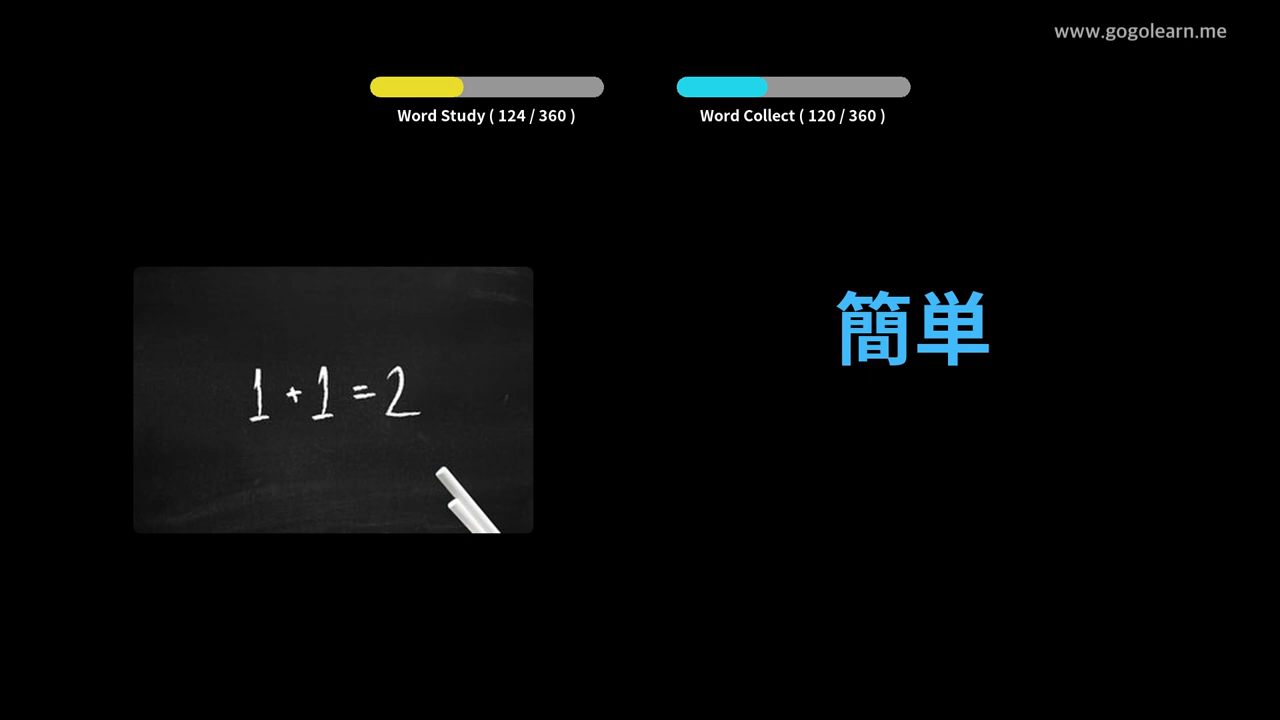 www.gogolearn.me
Word Study ( 124 / 360 )
Word Collect ( 120 / 360 )
簡単
1 + 1 = 2